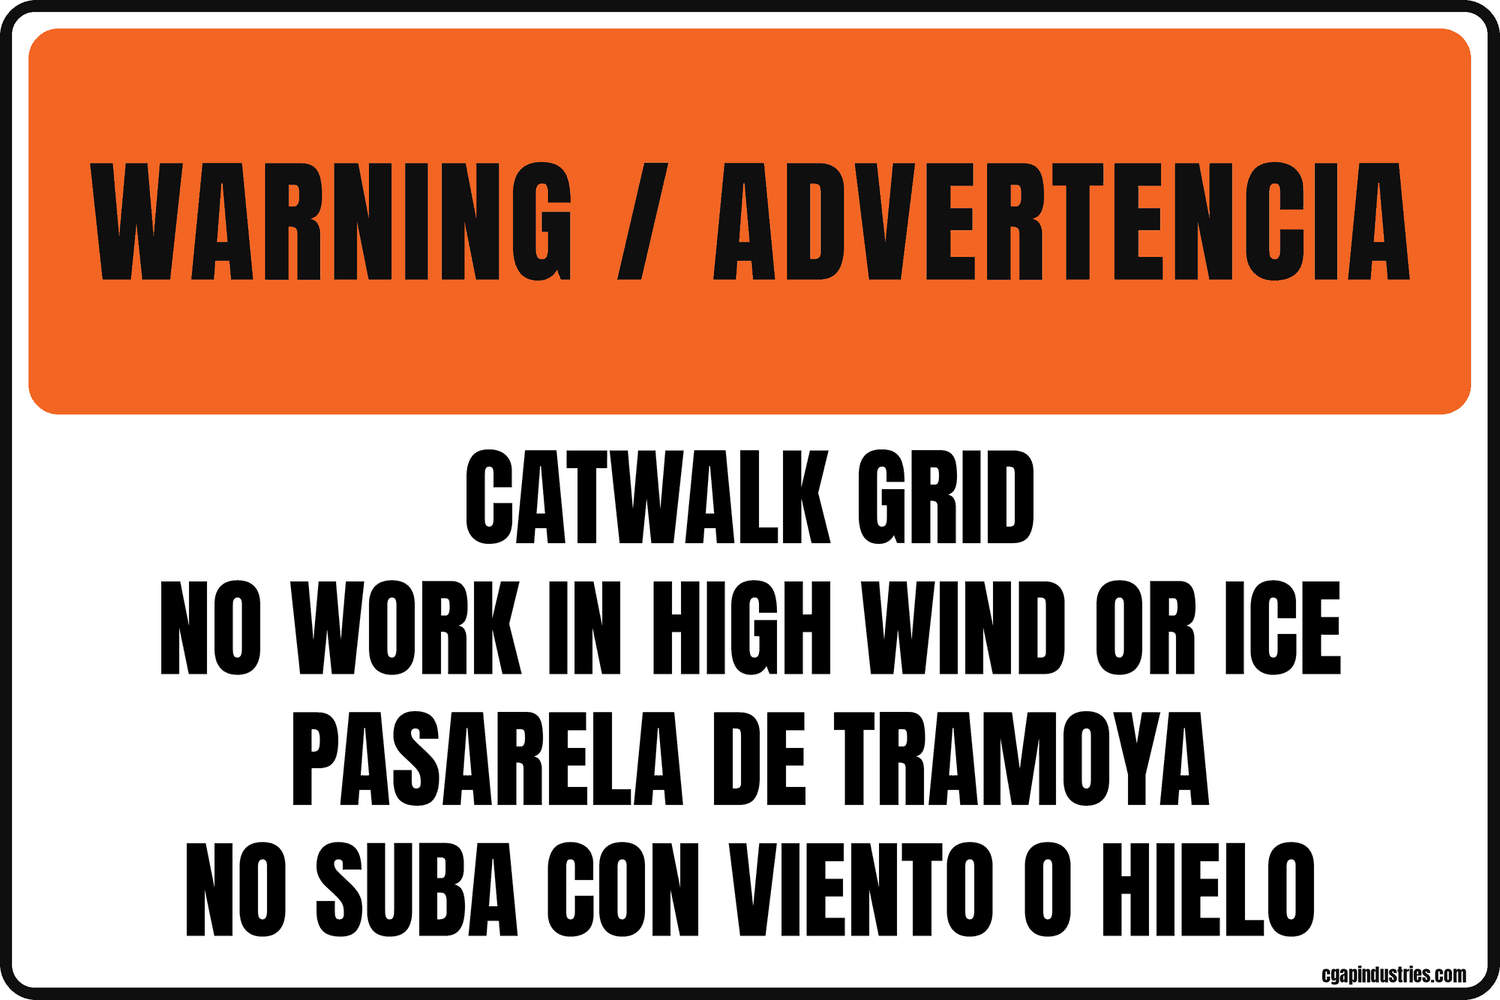 WARNING / ADVERTENCIA
CATWALK GRID
NO WORK IN HIGH WIND OR ICE
PASARELA DE TRAMOYA
NO SUBA CON VIENTO O HIELO
cgapindustries.com